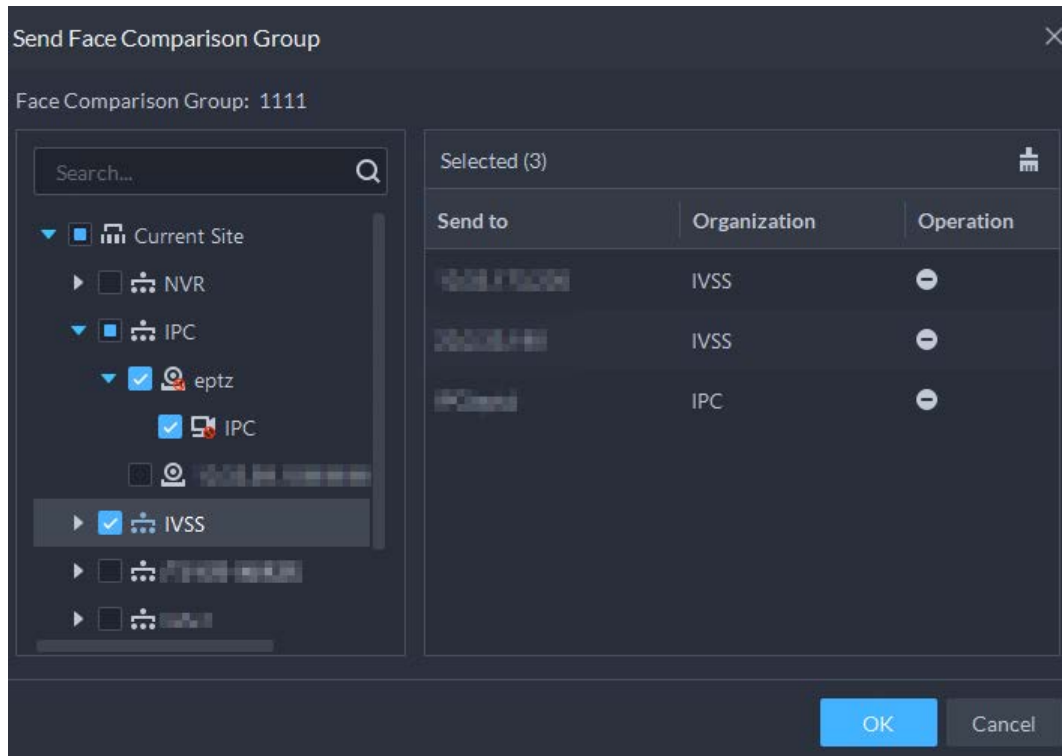 Send Face Comparison Group
Face Comparison Group: 1111
Search...
Current Site
NVR
IPC
eptz
IPC
IVSS
Selected (3)
Send to Organization Operation
IVSS
IVSS
IPC
OK Cancel